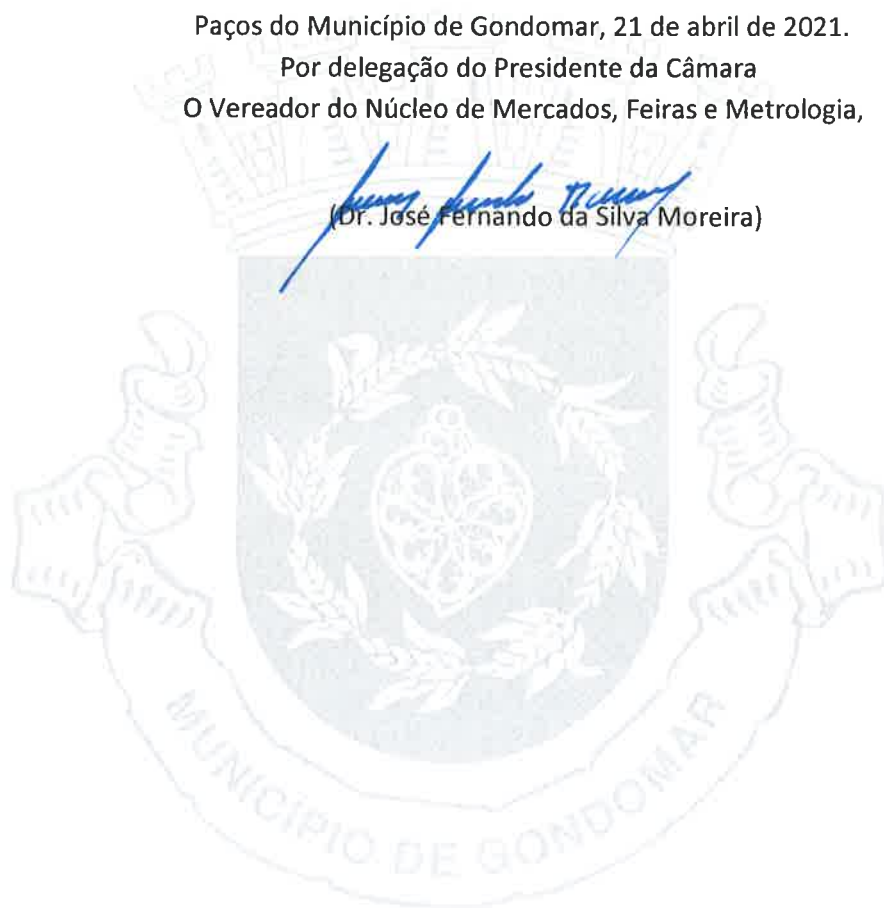 Paços do Município de Gondomar, 21 de abril de 2021.
Por delegação do Presidente da Câmara
O Vereador do Núcleo de Mercados, Feiras e Metrologia,
(Dr. José Fernando da Silva Moreira)
MUNICÍPIO DE GONDOMAR